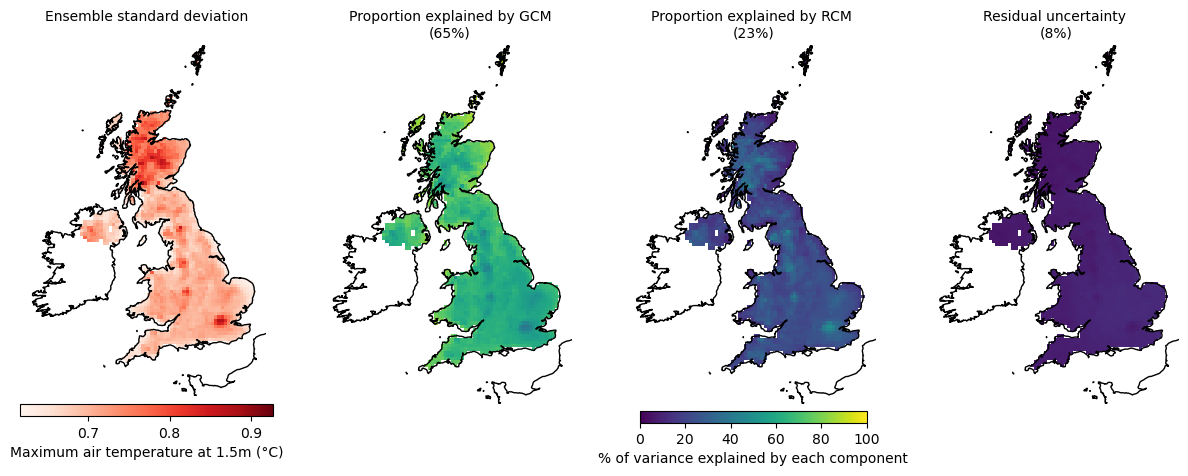 Ensemble standard deviation
Proportion explained by GCM
(65%)
Proportion explained by RCM
(23%)
Residual uncertainty
(8%)
0.7 0.8 0.9
Maximum air temperature at 1.5m (°C)
0 20 40 60 80 100
% of variance explained by each component